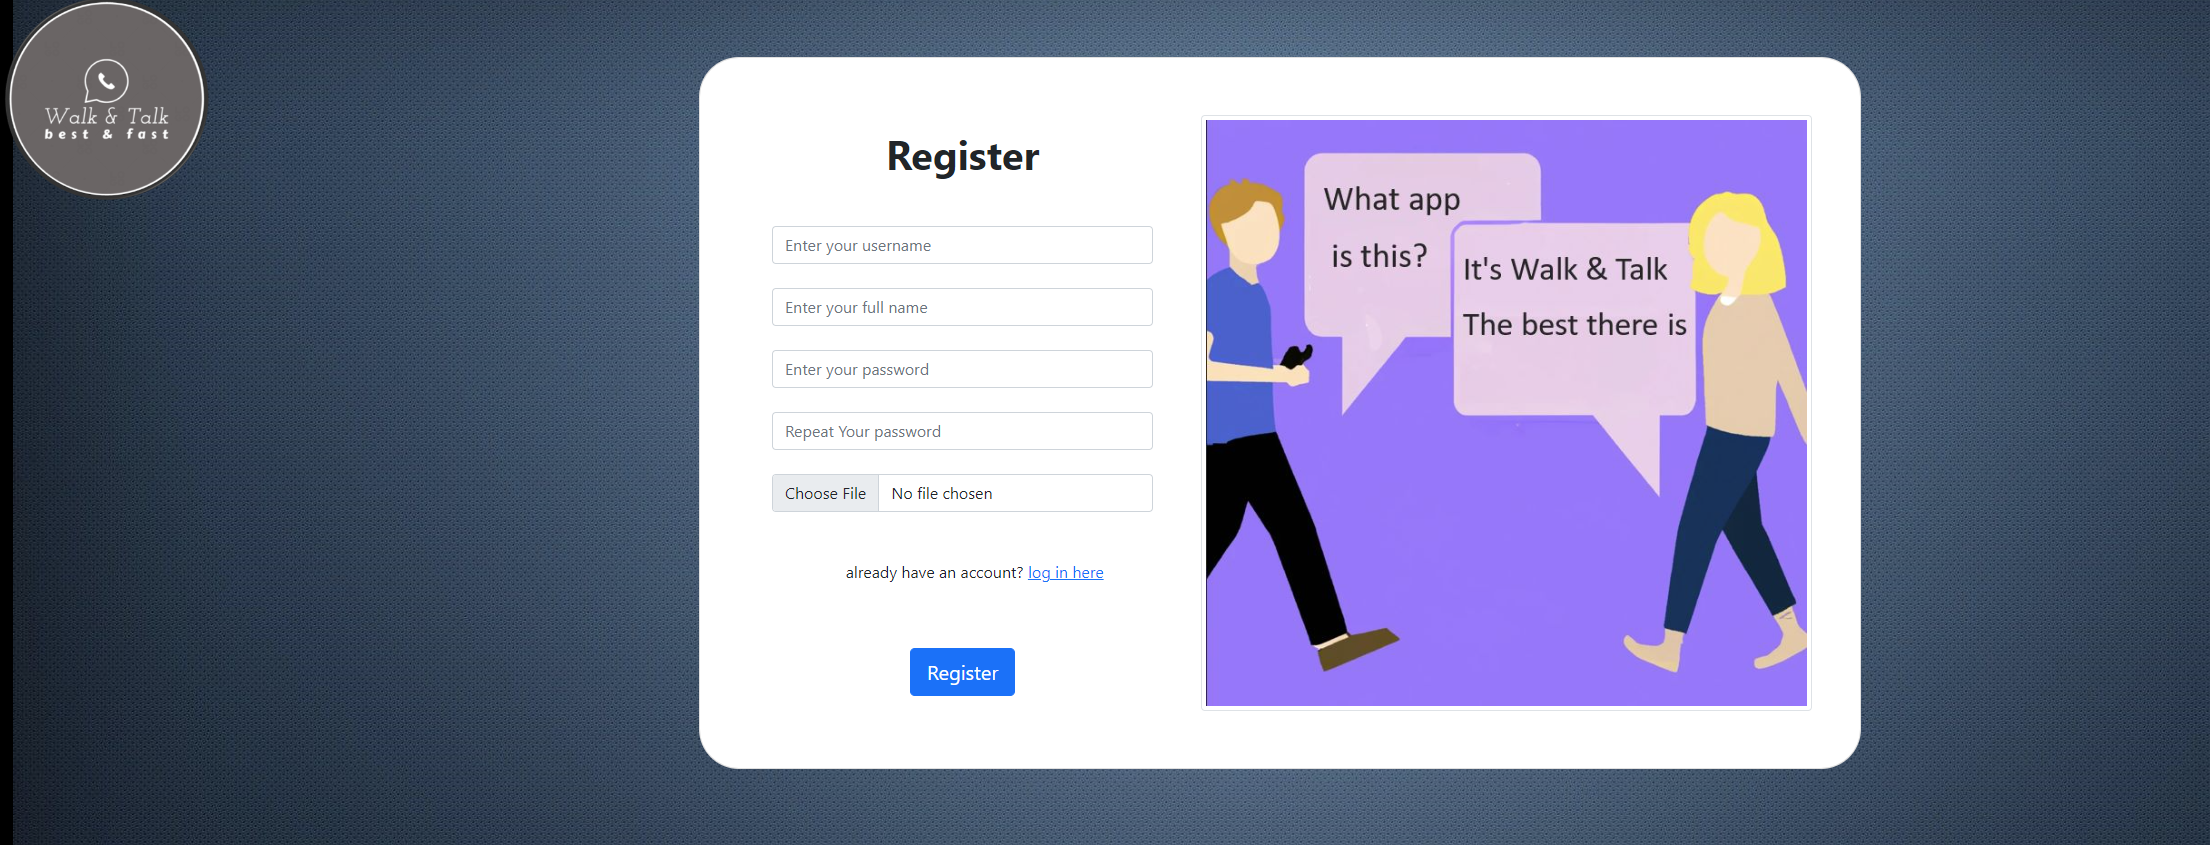 Walk & Talk
best & fast
Register
Enter your username
Enter your full name
Enter your password
Repeat Your password
Choose File No file chosen
already have an account? log in here
Register
What app
is this?
It's Walk & Talk
The best there is